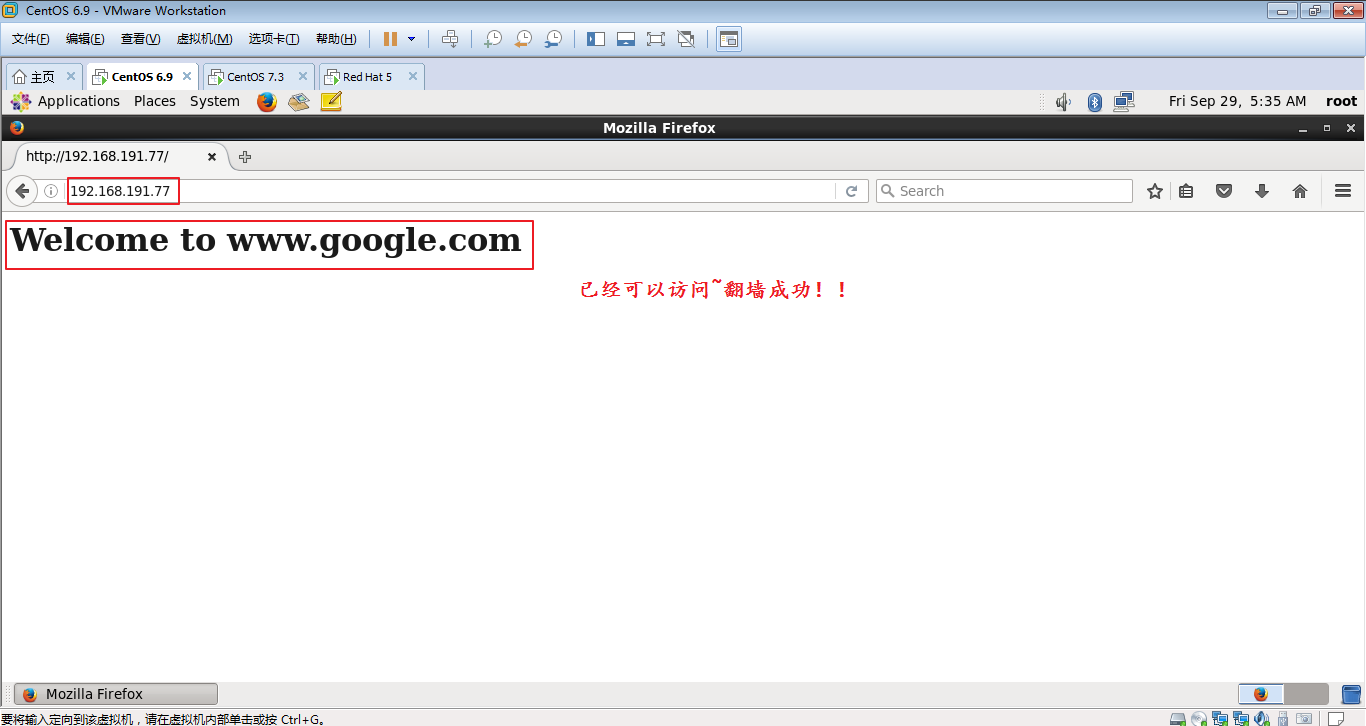 CentOS 6.9 - VMware Workstation
文件(F) 编辑(E) 查看(V) 虚拟机(M) 选项卡(T) 帮助(H)
主页 CentOS 6.9 CentOS 7.3 Red Hat 5
Applications Places System Fri Sep 29, 5:35 AM root
Mozilla Firefox
http://192.168.191.77/
192.168.191.77 Search
Welcome to www.google.com
已经可以访问~翻墙成功！！
Mozilla Firefox
要将输入定向到该虚拟机，请在虚拟机内部单击或按 Ctrl+G。